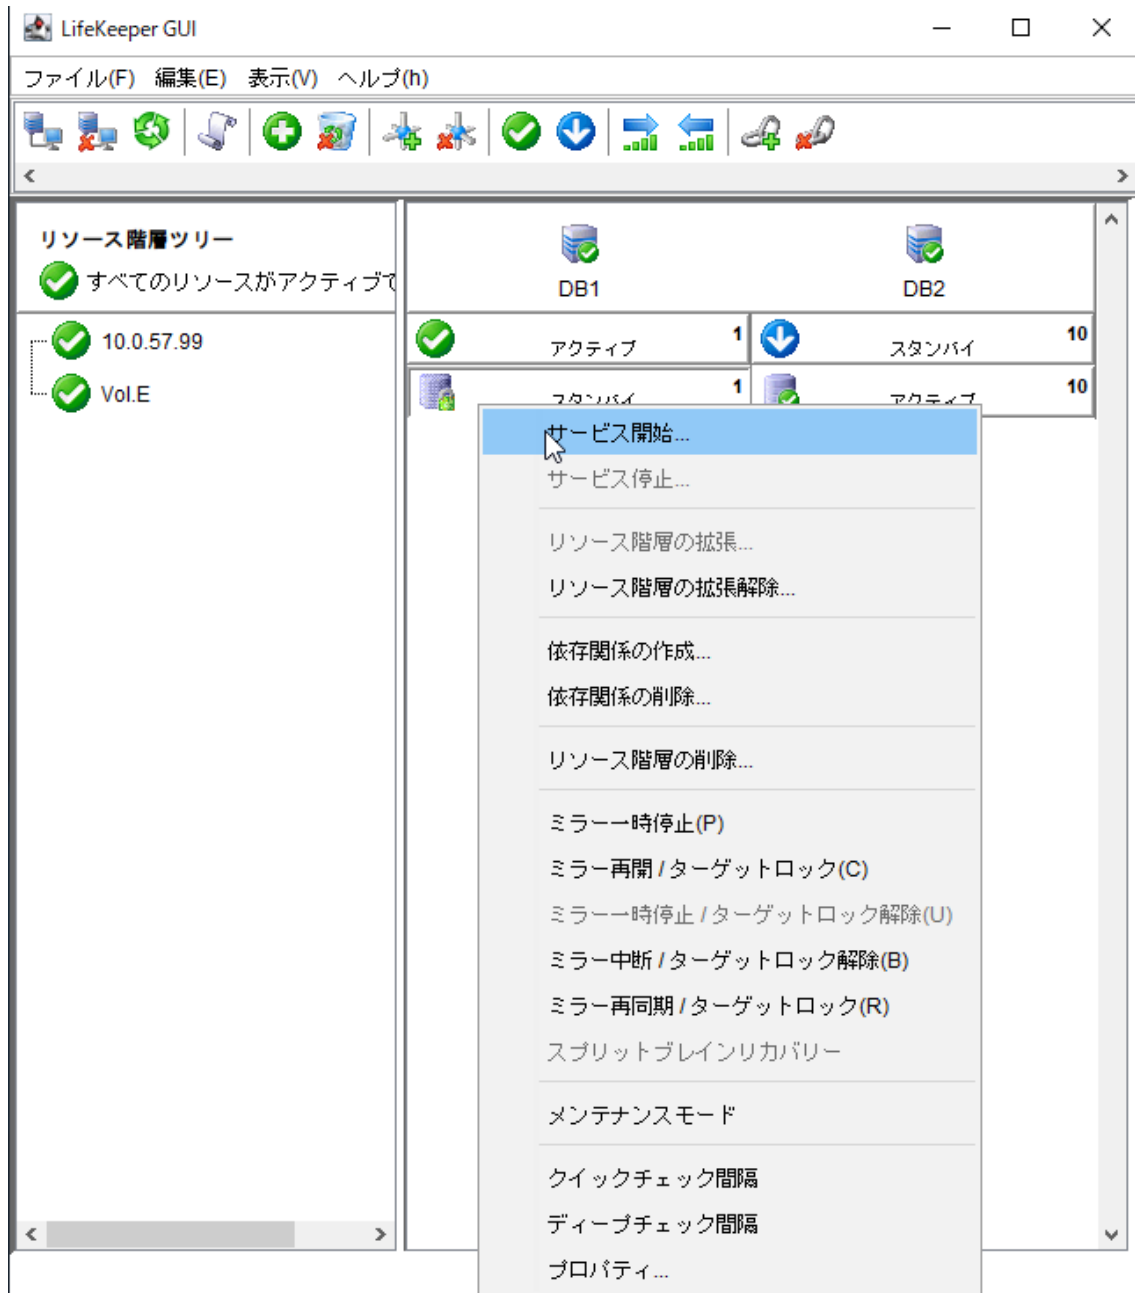 LifeKeeper GUI
ファイル(F) 編集(E) 表示(V) ヘルプ(h)
リソース階層ツリー
すべてのリソースがアクティブで
DB1
DB2
10.0.57.99
アクティブ 1
スタンバイ 10
Vol.E
スタンバイ 1
アクティブ 10
サービス開始...
サービス停止...
リソース階層の拡張...
リソース階層の拡張解除...
依存関係の作成...
依存関係の削除...
リソース階層の削除...
ミラー一時停止(P)
ミラー再開 / ターゲットロック(C)
ミラー一時停止 / ターゲットロック解除(U)
ミラー中断 / ターゲットロック解除(B)
ミラー再同期 / ターゲットロック(R)
スプリットブレインリカバリー
メンテナンスモード
クイックチェック間隔
ディープチェック間隔
プロパティ...